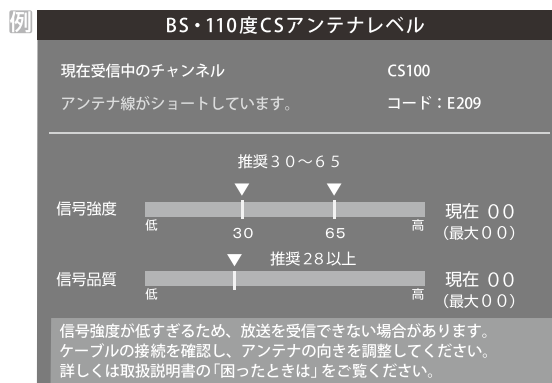 例
BS・110度CSアンテナレベル
現在受信中のチャンネル CS100
アンテナ線がショートしています。 コード：E209
推奨３０～６５
信号強度
低 30 65 高
現在 ００
（最大００）
推奨28以上
信号品質
低 高
現在 ００
（最大００）
信号強度が低すぎるため、放送を受信できない場合があります。
ケーブルの接続を確認し、アンテナの向きを調整してください。
詳しくは取扱説明書の「困ったときは」をご覧ください。